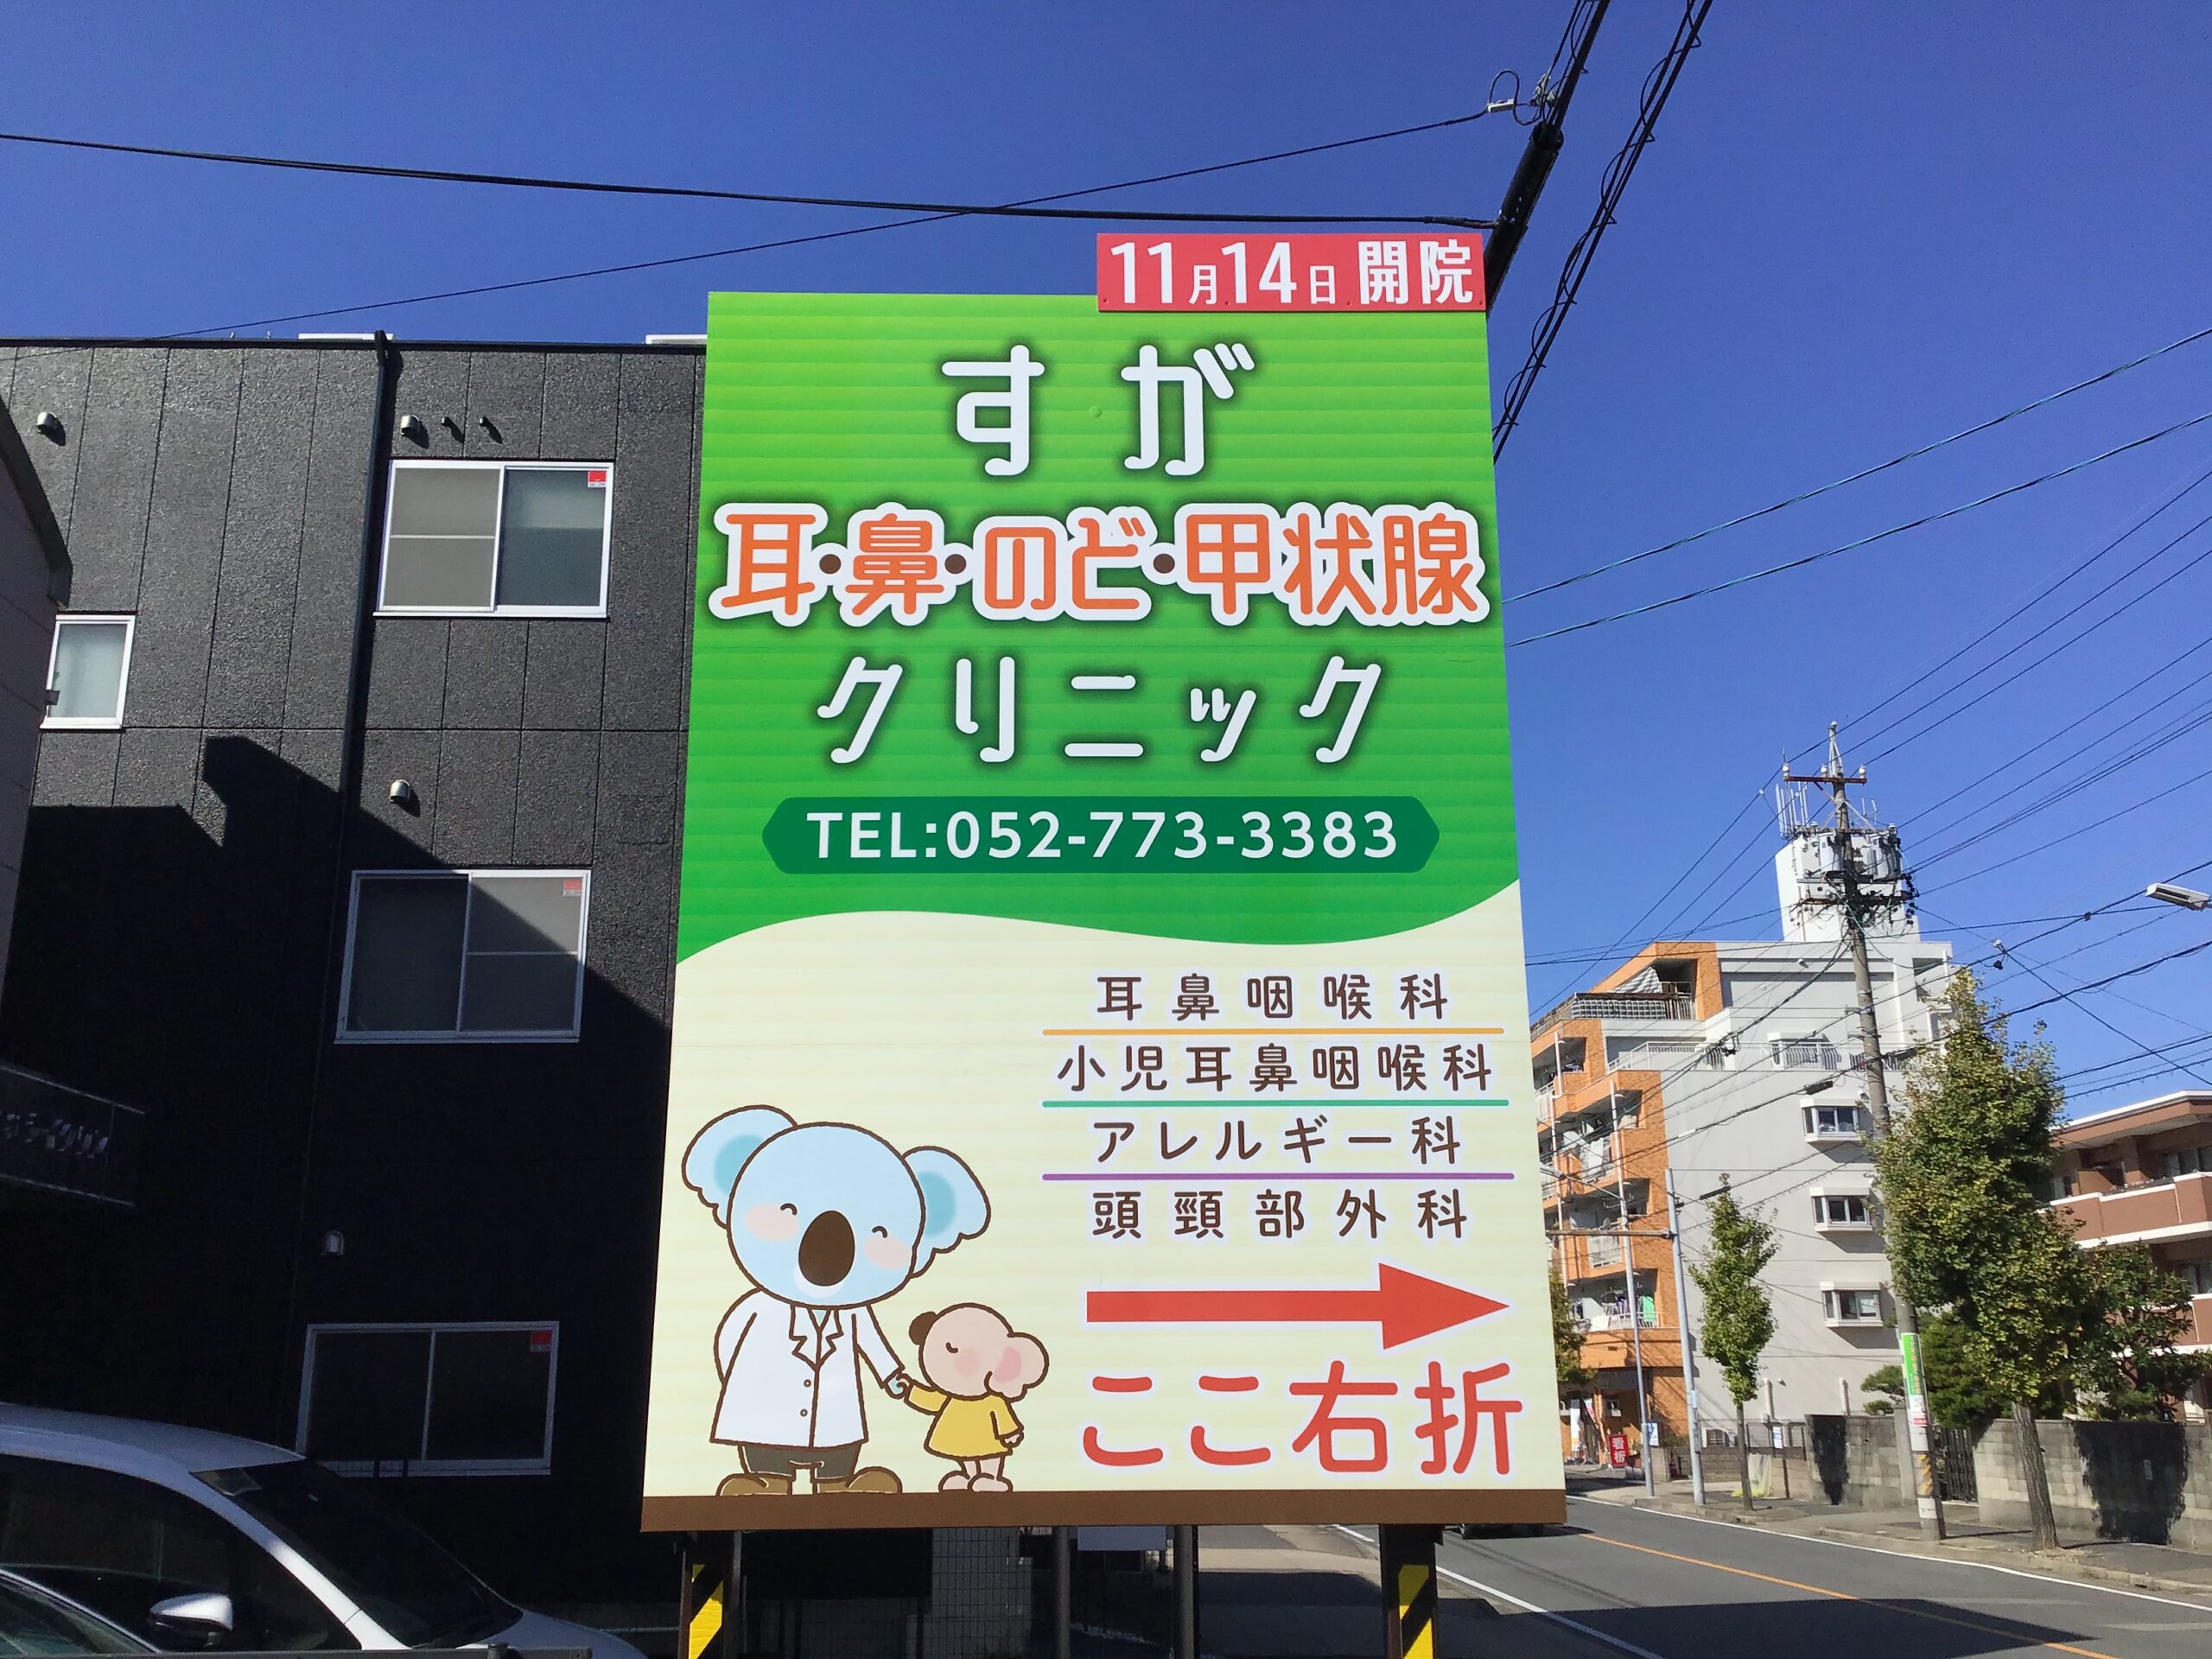 11月14日 開院
すが
耳・鼻・のど・甲状腺
クリニック
TEL:052-773-3383
耳鼻咽喉科
小児耳鼻咽喉科
アレルギー科
頭頸部外科
ここ右折